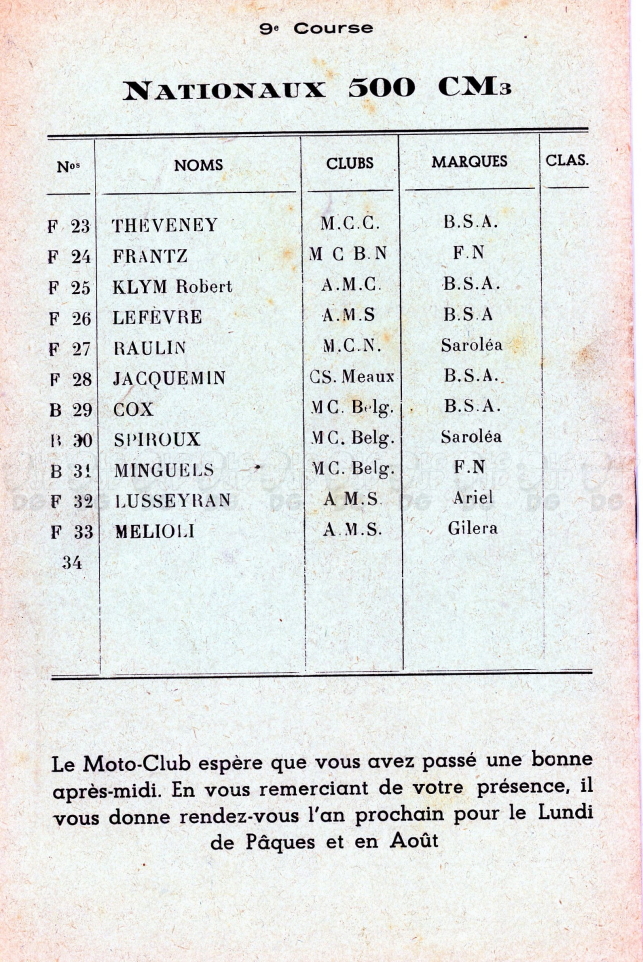 9e Course
NATIONAUX 500 CM3
Nos NOMS CLUBS MARQUES CLAS.
F 23 THEVENEY M.C.C. B.S.A.
F 24 FRANTZ M C B.N F.N
F 25 KLYM Robert A.M.C. B.S.A.
F 26 LEFÈVRE A.M.S B.S.A
F 27 RAULIN M.C.N. Saroléa
F 28 JACQUEMIN CS. Meaux B.S.A.
B 29 COX MC. Belg. B.S.A.
B 30 SPIROUX MC. Belg. Saroléa
B 31 MINGUELS MC. Belg. F.N
F 32 LUSSEYRAN A M.S. Ariel
F 33 MELIOLI A.M.S. Gilera
34
Le Moto-Club espère que vous avez passé une bonne
après-midi. En vous remerciant de votre présence, il
vous donne rendez-vous l'an prochain pour le Lundi
de Pâques et en Août